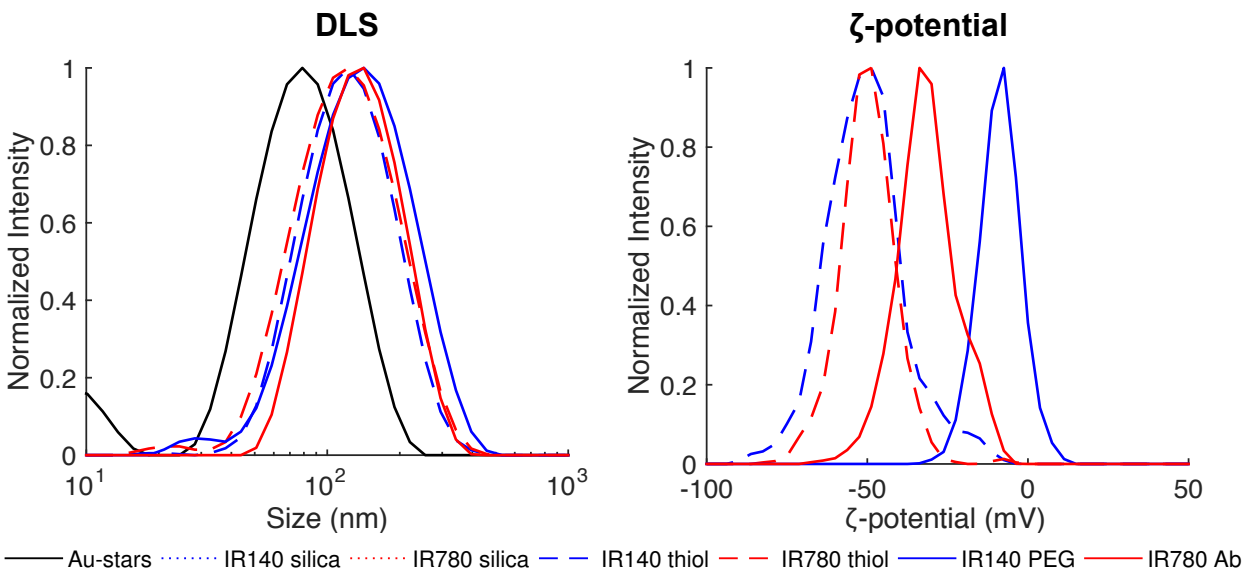 DLS
ζ-potential
Normalized Intensity
1
0.8
0.6
0.4
0.2
0
10¹
10²
10³
Size (nm)
Normalized Intensity
1
0.8
0.6
0.4
0.2
0
-100
-50
0
50
ζ-potential (mV)
Au-stars IR140 silica IR780 silica IR140 thiol IR780 thiol IR140 PEG IR780 Ab